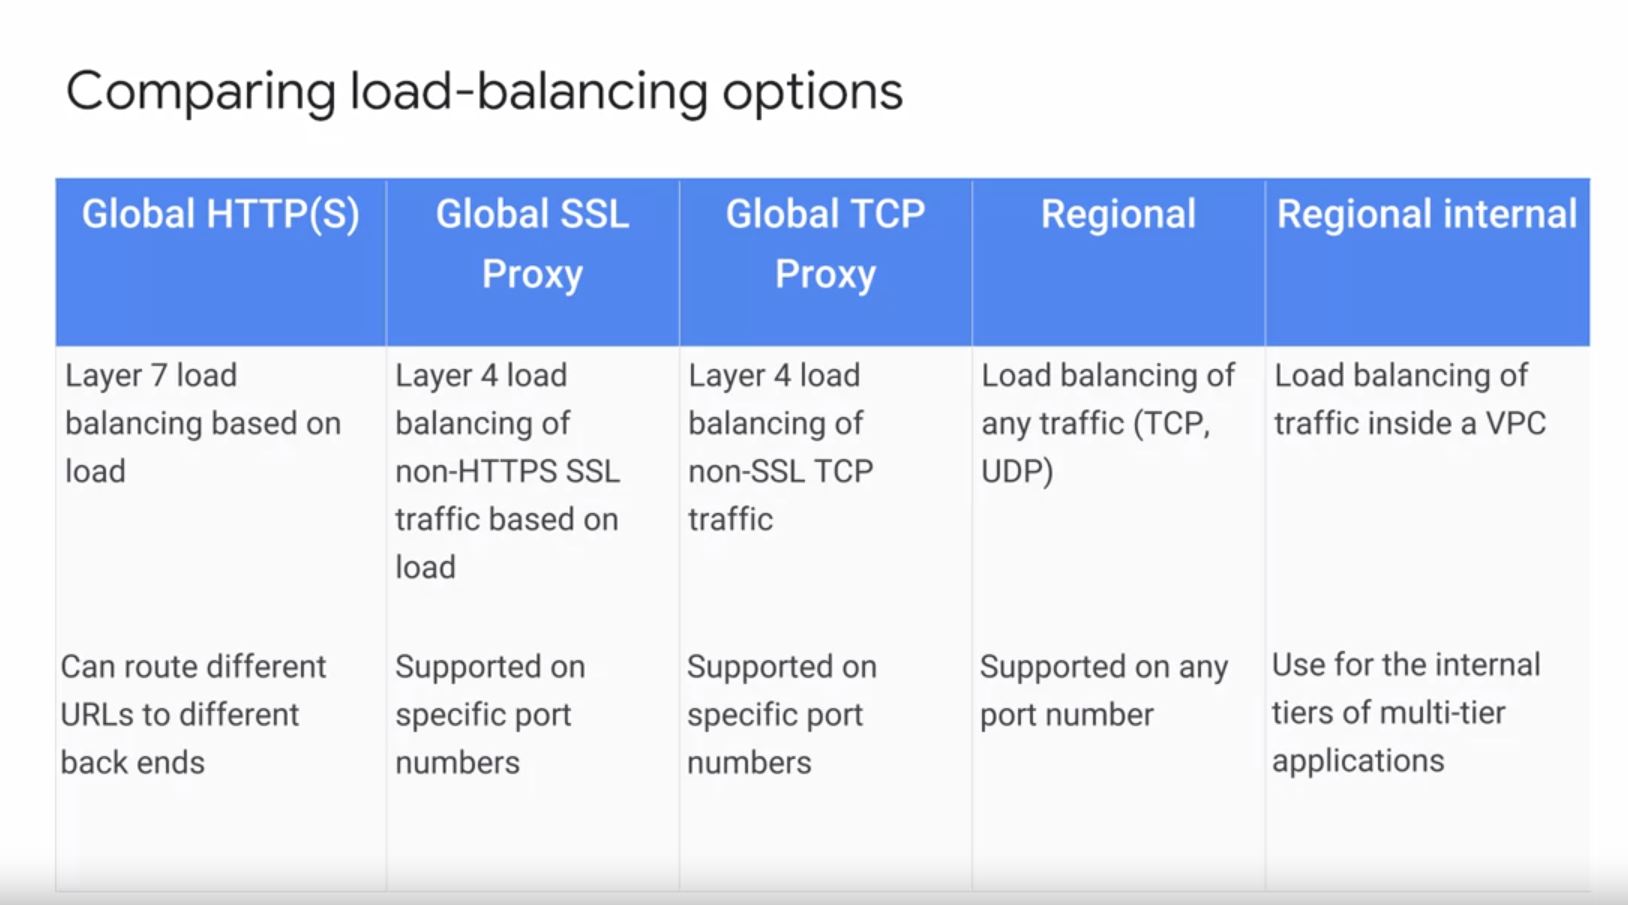 Comparing load-balancing options
Global HTTP(S)
Global SSL
Proxy
Global TCP
Proxy
Regional
Regional internal
Layer 7 load
balancing based on
load
Layer 4 load
balancing of
non-HTTPS SSL
traffic based on
load
Layer 4 load
balancing of
non-SSL TCP
traffic
Load balancing of
any traffic (TCP,
UDP)
Load balancing of
traffic inside a VPC
Can route different
URLs to different
back ends
Supported on
specific port
numbers
Supported on
specific port
numbers
Supported on any
port number
Use for the internal
tiers of multi-tier
applications